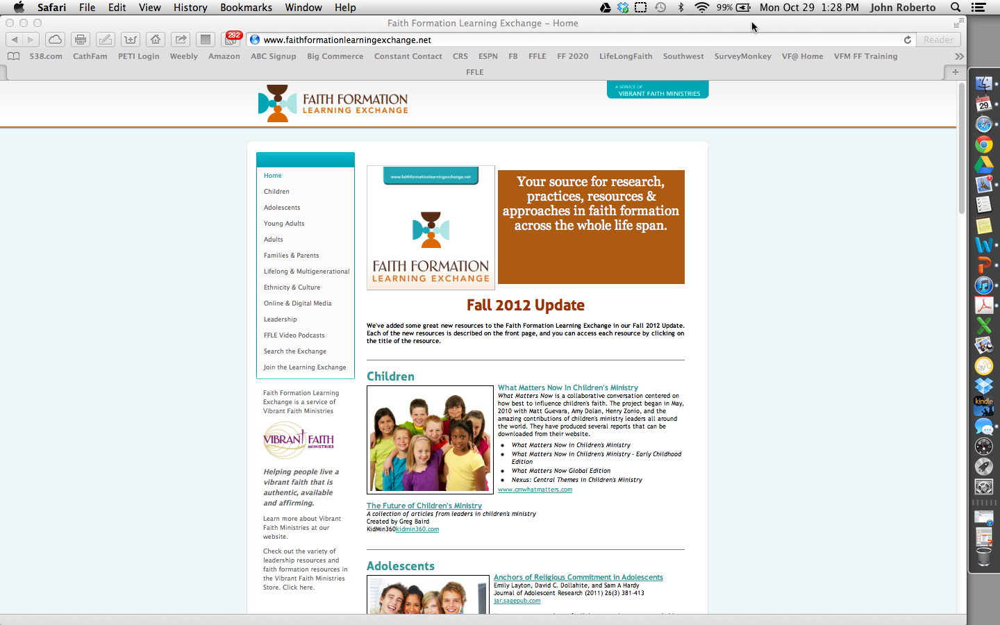 Safari File Edit View History Bookmarks Window Help 99% Mon Oct 29 1:28 PM John Roberto
Faith Formation Learning Exchange – Home
292 www.faithformationlearningexchange.net Reader
538.com CathFam PETI Login Weebly Amazon ABC Signup Big Commerce Constant Contact CRS ESPN FB FFLE FF 2020 LifeLongFaith Southwest SurveyMonkey VF@ Home VFM FF Training
FFLE
FAITH FORMATION
LEARNING EXCHANGE
A SERVICE OF
VIBRANT FAITH MINISTRIES
Home
Children
Adolescents
Young Adults
Adults
Families & Parents
Lifelong & Multigenerational
Ethnicity & Culture
Online & Digital Media
Leadership
FFLE Video Podcasts
Search the Exchange
Join the Learning Exchange
Faith Formation Learning
Exchange is a service of
Vibrant Faith Ministries
VIBRANT FAITH
MINISTRIES
Helping people live a
vibrant faith that is
authentic, available
and affirming.
Learn more about Vibrant
Faith Ministries at our
website.
Check out the variety of
leadership resources and
faith formation resources in
the Vibrant Faith Ministries
Store. Click here.
www.faithformationlearningexchange.net
FAITH FORMATION
LEARNING EXCHANGE
Your source for research,
practices, resources &
approaches in faith formation
across the whole life span.
Fall 2012 Update
We've added some great new resources to the Faith Formation Learning Exchange in our Fall 2012 Update.
Each of the new resources is described on the front page, and you can access each resource by clicking on
the title of the resource.
Children
What Matters Now In Children's Ministry
What Matters Now is a collaborative conversation centered on
how best to influence children's faith. The project began in May,
2010 with Matt Guevara, Amy Dolan, Henry Zonio, and the
amazing contributions of children's ministry leaders all around
the world. They have produced several reports that can be
downloaded from their website.
What Matters Now in Children's Ministry
What Matters Now in Children's Ministry - Early Childhood
Edition
What Matters Now Global Edition
Nexus: Central Themes in Children's Ministry
www.cmwhatmatters.com
The Future of Children's Ministry
A collection of articles from leaders in children's ministry
Created by Greg Baird
KidMin360kidmin360.com
Adolescents
Anchors of Religious Commitment in Adolescents
Emily Layton, David C. Dollahite, and Sam A Hardy
Journal of Adolescent Research (2011) 26(3) 381-413
jar.sagepub.com
29
kindle